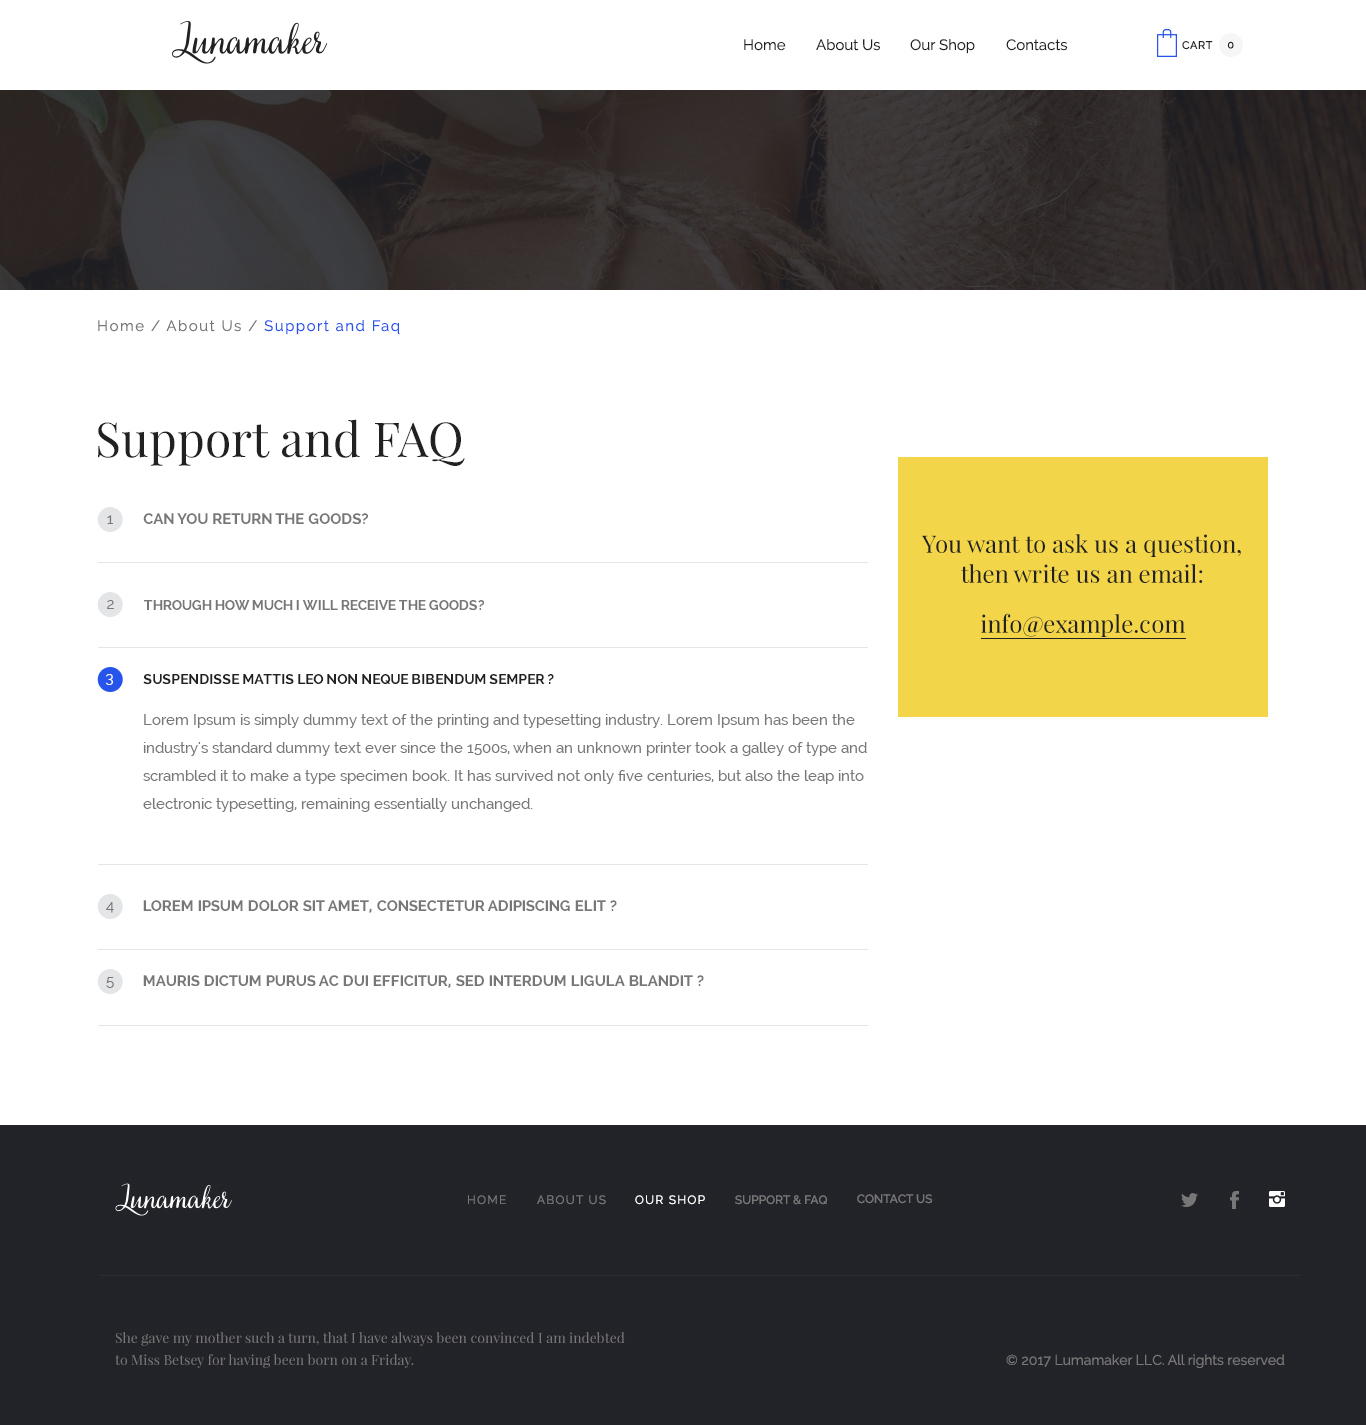 Lunamaker
Home About Us Our Shop Contacts CART 0
Home / About Us / Support and Faq
Support and FAQ
1 CAN YOU RETURN THE GOODS?
2 THROUGH HOW MUCH I WILL RECEIVE THE GOODS?
3 SUSPENDISSE MATTIS LEO NON NEQUE BIBENDUM SEMPER ?
Lorem Ipsum is simply dummy text of the printing and typesetting industry. Lorem Ipsum has been the
industry's standard dummy text ever since the 1500s, when an unknown printer took a galley of type and
scrambled it to make a type specimen book. It has survived not only five centuries, but also the leap into
electronic typesetting, remaining essentially unchanged.
4 LOREM IPSUM DOLOR SIT AMET, CONSECTETUR ADIPISCING ELIT ?
5 MAURIS DICTUM PURUS AC DUI EFFICITUR, SED INTERDUM LIGULA BLANDIT ?
You want to ask us a question,
then write us an email:
info@example.com
Lunamaker
HOME ABOUT US OUR SHOP SUPPORT & FAQ CONTACT US
She gave my mother such a turn, that I have always been convinced I am indebted
to Miss Betsey for having been born on a Friday.
© 2017 Lumamaker LLC. All rights reserved